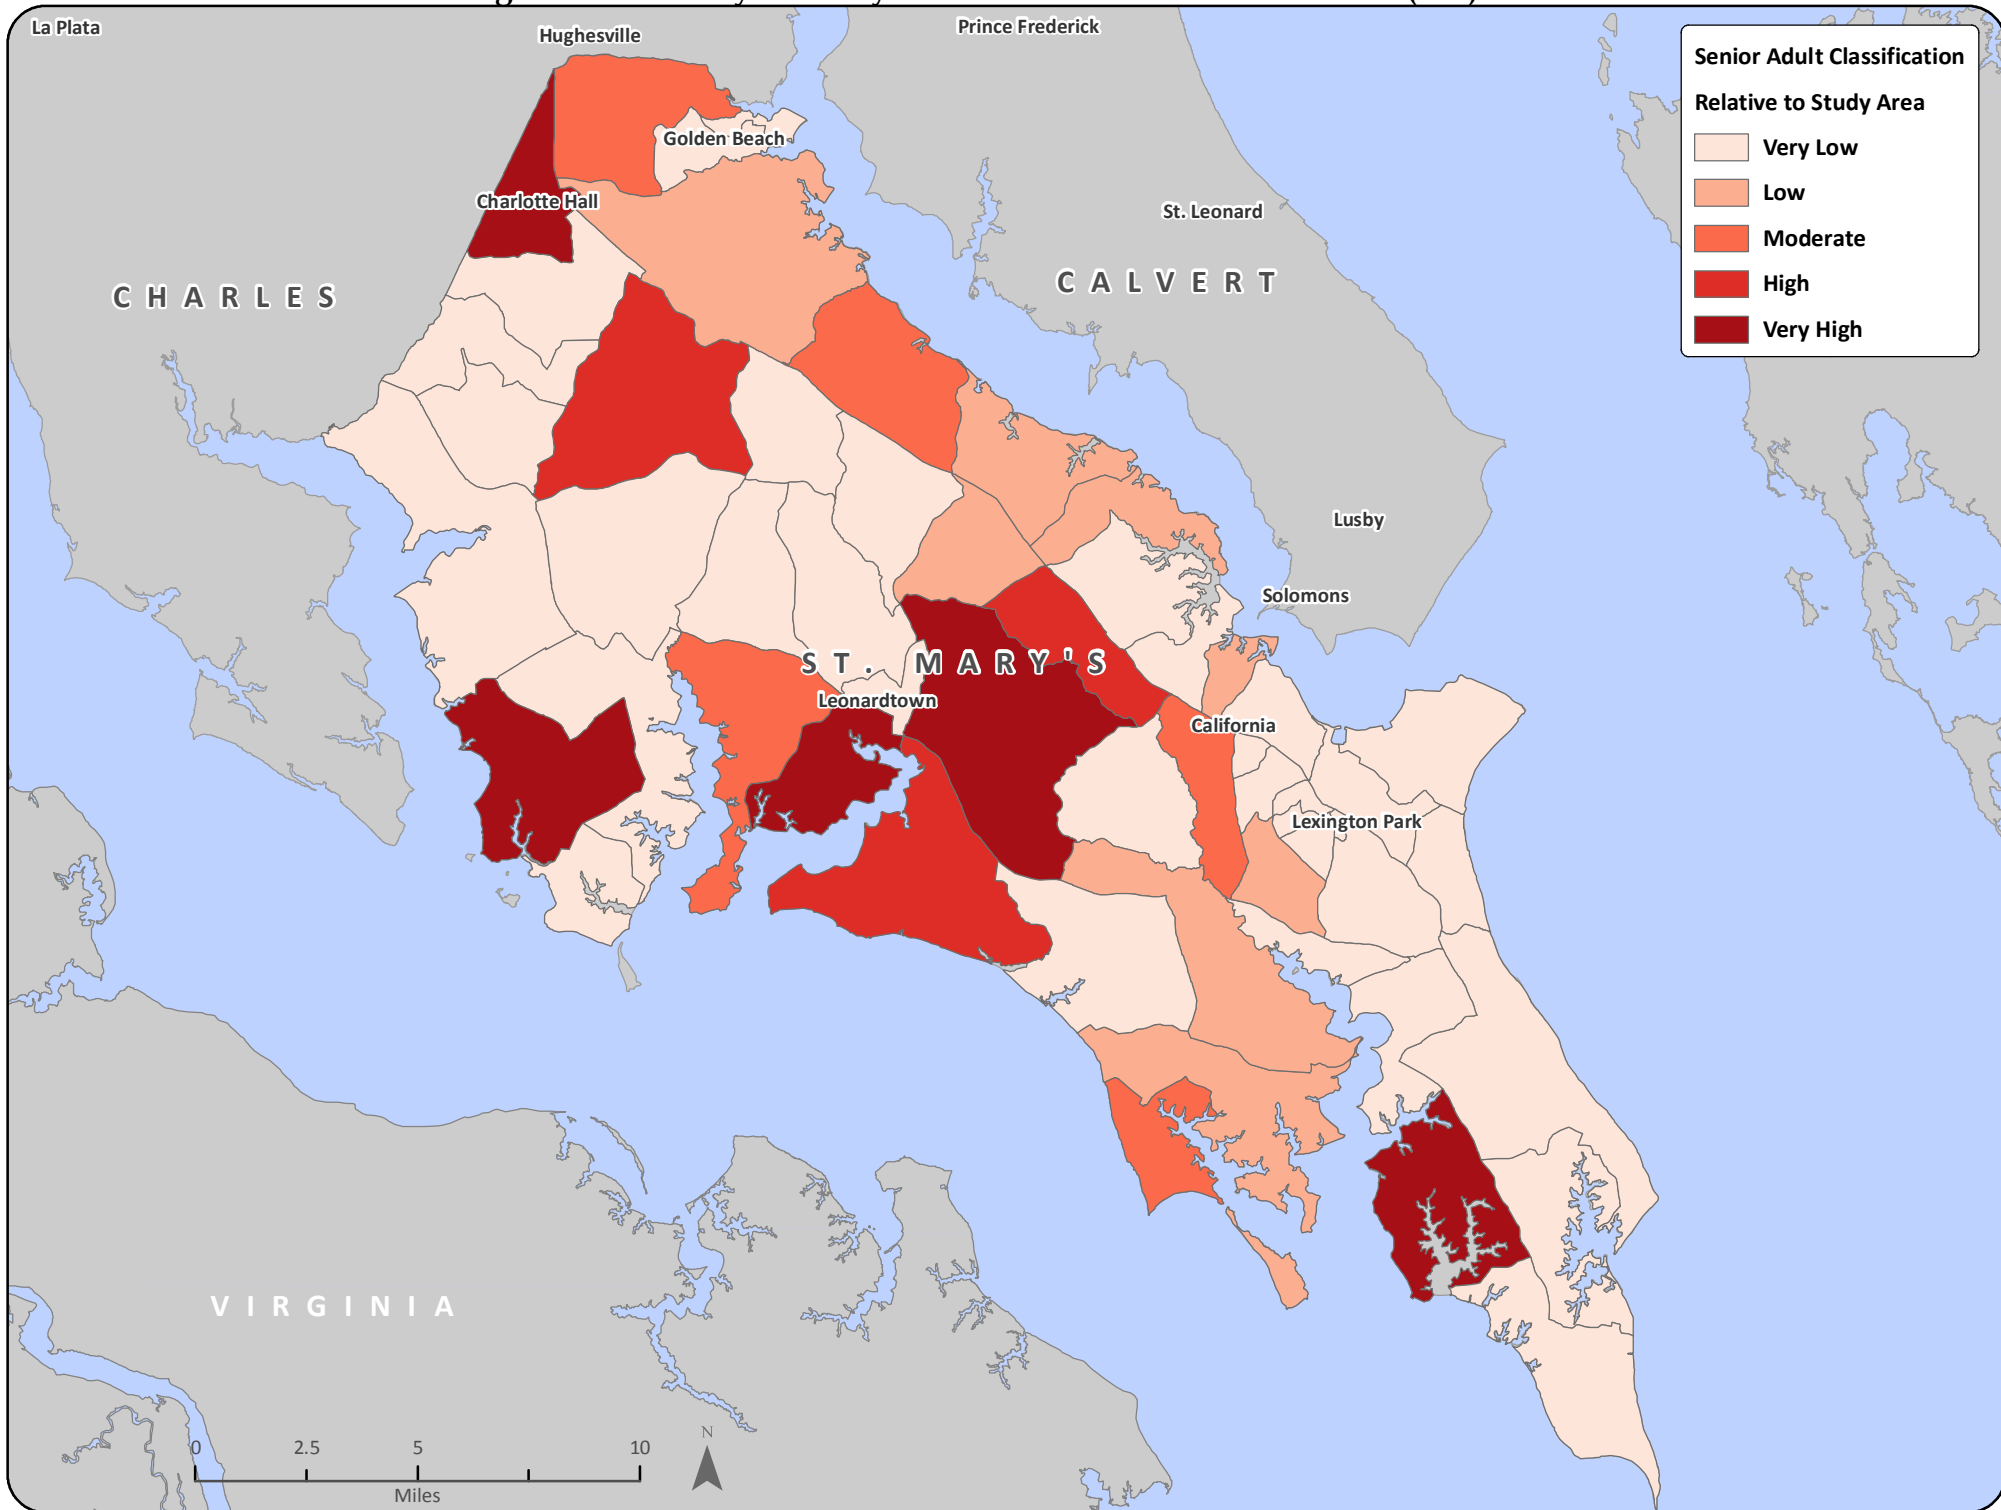 La Plata
Hughesville
Prince Frederick
Senior Adult Classification
Relative to Study Area
Very Low
Low
Moderate
High
Very High
Golden Beach
Charlotte Hall
St. Leonard
CHARLES
CALVERT
Lusby
Solomons
ST. MARY'S
Leonardtown
California
Lexington Park
VIRGINIA
N
0 2.5 5 10
Miles